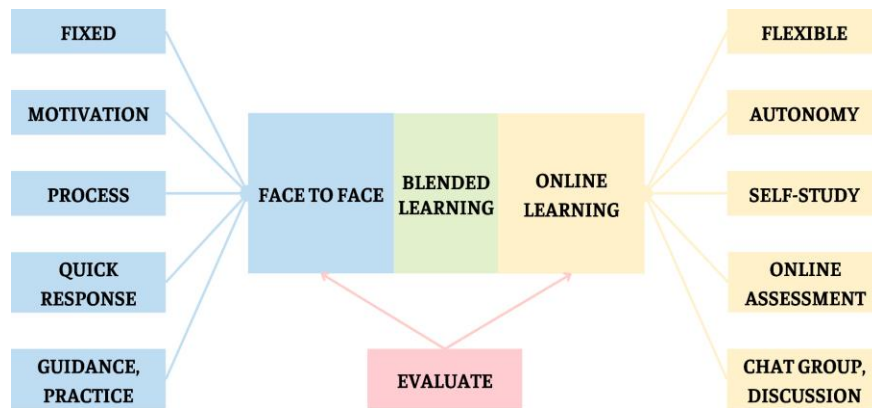 FIXED
MOTIVATION
PROCESS
QUICK
RESPONSE
GUIDANCE,
PRACTICE
FACE TO FACE
BLENDED
LEARNING
ONLINE
LEARNING
EVALUATE
FLEXIBLE
AUTONOMY
SELF-STUDY
ONLINE
ASSESSMENT
CHAT GROUP,
DISCUSSION